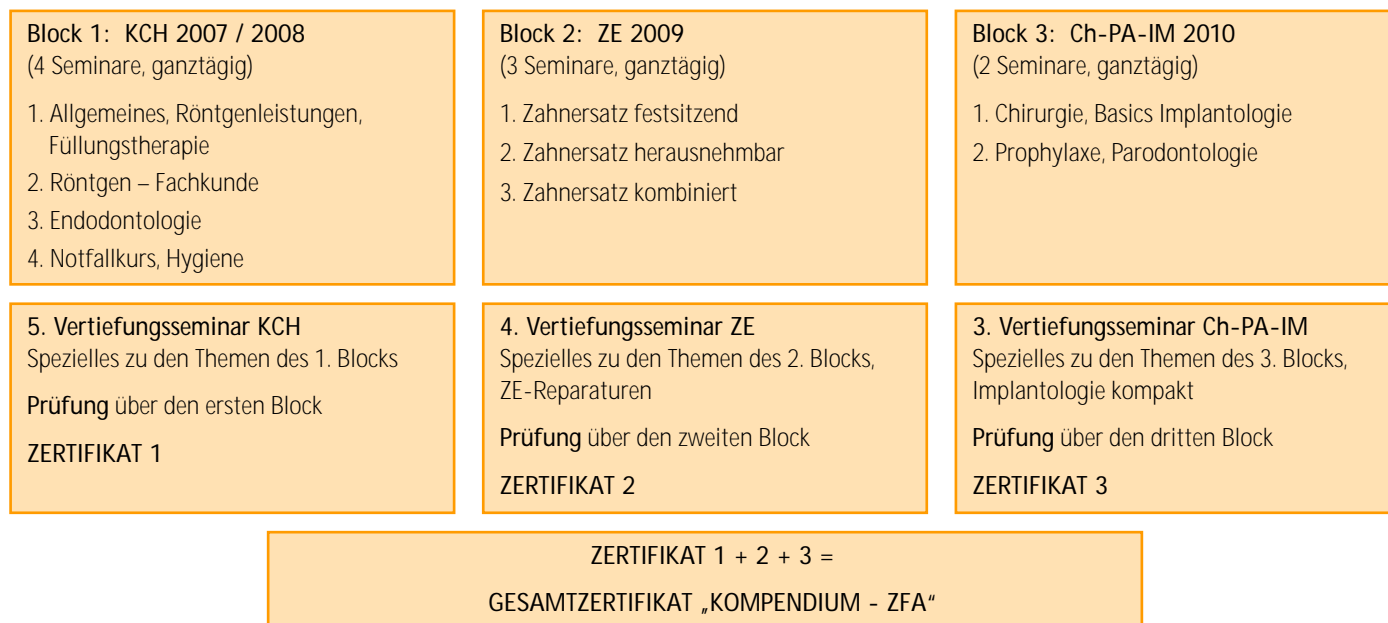 Block 1: KCH 2007 / 2008
(4 Seminare, ganztägig)
1. Allgemeines, Röntgenleistungen,
Füllungstherapie
2. Röntgen – Fachkunde
3. Endodontologie
4. Notfallkurs, Hygiene
Block 2: ZE 2009
(3 Seminare, ganztägig)
1. Zahnersatz festsitzend
2. Zahnersatz herausnehmbar
3. Zahnersatz kombiniert
Block 3: Ch-PA-IM 2010
(2 Seminare, ganztägig)
1. Chirurgie, Basics Implantologie
2. Prophylaxe, Parodontologie
5. Vertiefungsseminar KCH
Spezielles zu den Themen des 1. Blocks
Prüfung über den ersten Block
ZERTIFIKAT 1
4. Vertiefungsseminar ZE
Spezielles zu den Themen des 2. Blocks,
ZE-Reparaturen
Prüfung über den zweiten Block
ZERTIFIKAT 2
3. Vertiefungsseminar Ch-PA-IM
Spezielles zu den Themen des 3. Blocks,
Implantologie kompakt
Prüfung über den dritten Block
ZERTIFIKAT 3
ZERTIFIKAT 1 + 2 + 3 =
GESAMTZERTIFIKAT „KOMPENDIUM - ZFA“